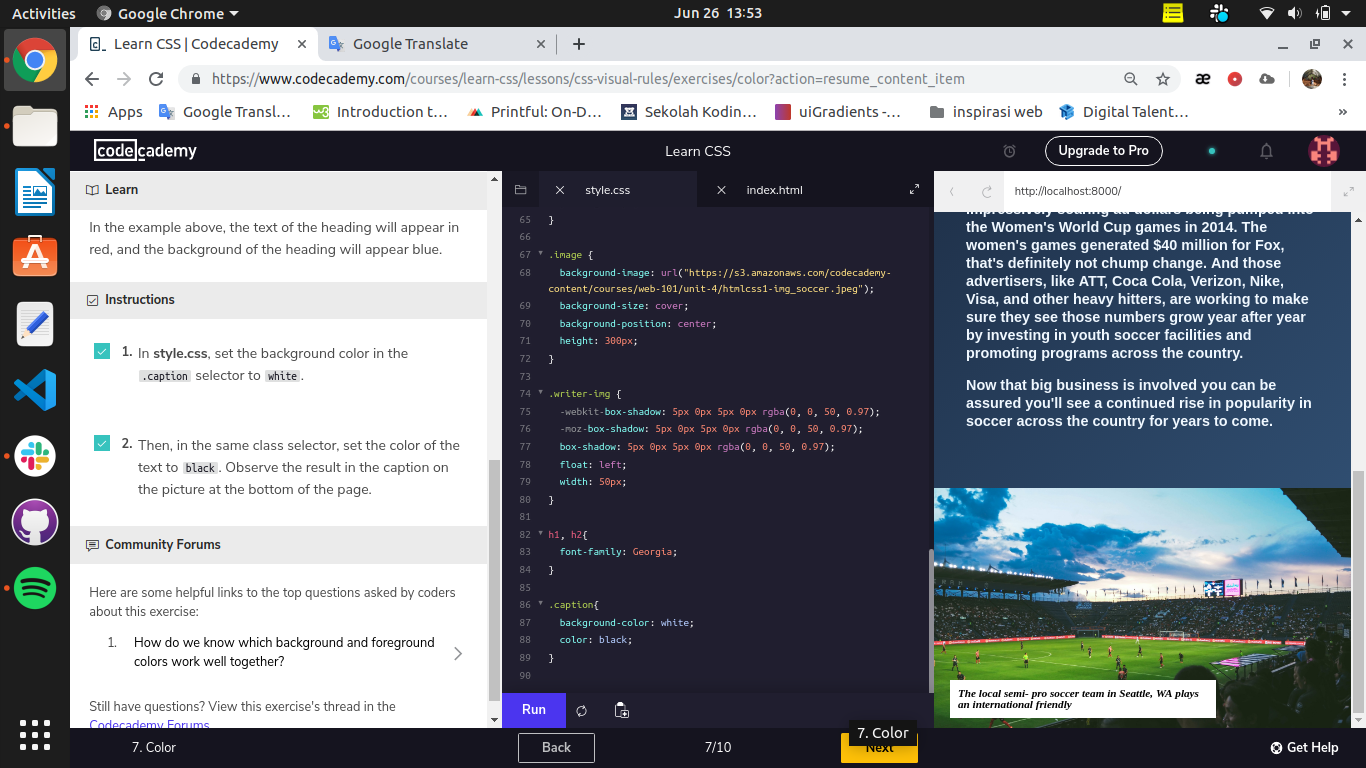 Activities
Google Chrome
Jun 26 13:53
Learn CSS | Codecademy
Google Translate
https://www.codecademy.com/courses/learn-css/lessons/css-visual-rules/exercises/color?action=resume_content_item
Apps
Google Transl…
Introduction t…
Printful: On-D…
Sekolah Kodin…
uiGradients -…
inspirasi web
Digital Talent…
»
codecademy
Learn CSS
Upgrade to Pro
Learn
In the example above, the text of the heading will appear in
red, and the background of the heading will appear blue.
Instructions
1. In style.css, set the background color in the
.caption selector to white.
2. Then, in the same class selector, set the color of the
text to black. Observe the result in the caption on
the picture at the bottom of the page.
Community Forums
Here are some helpful links to the top questions asked by coders
about this exercise:
1. How do we know which background and foreground
colors work well together?
Still have questions? View this exercise's thread in the
Codecademy Forums
style.css
index.html
65 }
66
67 .image {
68 background-image: url("https://s3.amazonaws.com/codecademy-
content/courses/web-101/unit-4/htmlcss1-img_soccer.jpeg");
69 background-size: cover;
70 background-position: center;
71 height: 300px;
72 }
73
74 .writer-img {
75 -webkit-box-shadow: 5px 0px 5px 0px rgba(0, 0, 50, 0.97);
76 -moz-box-shadow: 5px 0px 5px 0px rgba(0, 0, 50, 0.97);
77 box-shadow: 5px 0px 5px 0px rgba(0, 0, 50, 0.97);
78 float: left;
79 width: 50px;
80 }
81
82 h1, h2{
83 font-family: Georgia;
84 }
85
86 .caption{
87 background-color: white;
88 color: black;
89 }
90
Run
http://localhost:8000/
impressively soaring ad dollars being pumped into
the Women's World Cup games in 2014. The
women's games generated $40 million for Fox,
that's definitely not chump change. And those
advertisers, like ATT, Coca Cola, Verizon, Nike,
Visa, and other heavy hitters, are working to make
sure they see those numbers grow year after year
by investing in youth soccer facilities and
promoting programs across the country.
Now that big business is involved you can be
assured you'll see a continued rise in popularity in
soccer across the country for years to come.
The local semi- pro soccer team in Seattle, WA plays
an international friendly
7. Color
Back
7/10
7. Color
Next
Get Help